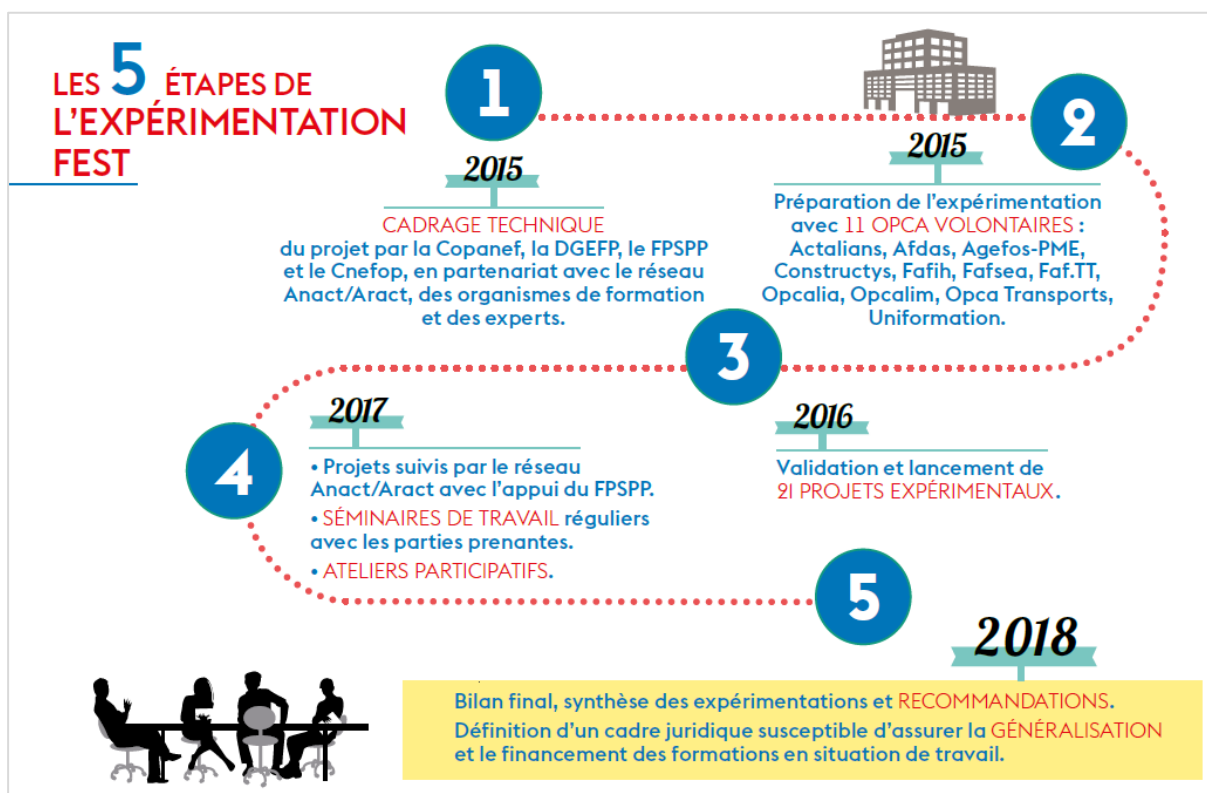 LES 5 ÉTAPES DE
L'EXPÉRIMENTATION
FEST
1
2015
CADRAGE TECHNIQUE
du projet par la Copanef, la DGEFP, le FPSPP
et le Cnefop, en partenariat avec le réseau
Anact/Aract, des organismes de formation
et des experts.
2
2015
Préparation de l'expérimentation
avec 11 OPCA VOLONTAIRES :
Actalians, Afdas, Agefos-PME,
Constructys, Fafih, Fafsea, Faf.TT,
Opcalia, Opcalim, Opca Transports,
Uniformation.
3
2016
Validation et lancement de
21 PROJETS EXPÉRIMENTAUX.
4
2017
• Projets suivis par le réseau
Anact/Aract avec l'appui du FPSPP.
• SÉMINAIRES DE TRAVAIL réguliers
avec les parties prenantes.
• ATELIERS PARTICIPATIFS.
5
2018
Bilan final, synthèse des expérimentations et RECOMMANDATIONS.
Définition d'un cadre juridique susceptible d'assurer la GÉNÉRALISATION
et le financement des formations en situation de travail.